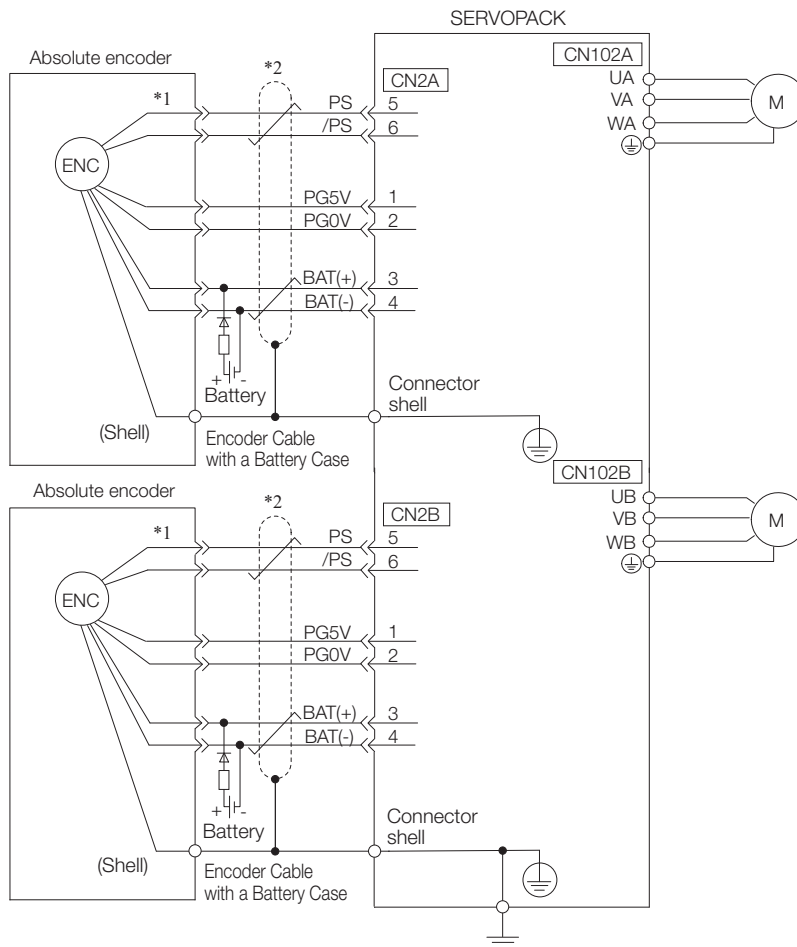 SERVOPACK
Absolute encoder
*1
*2
CN2A
CN102A
UA
VA
WA
M
ENC
PS
5
/PS
6
PG5V
1
PG0V
2
BAT(+)
3
BAT(-)
4
+ -
Battery
(Shell)
Encoder Cable
with a Battery Case
Connector
shell
CN102B
UB
VB
WB
M
Absolute encoder
*1
*2
CN2B
ENC
PS
5
/PS
6
PG5V
1
PG0V
2
BAT(+)
3
BAT(-)
4
+ -
Battery
(Shell)
Encoder Cable
with a Battery Case
Connector
shell